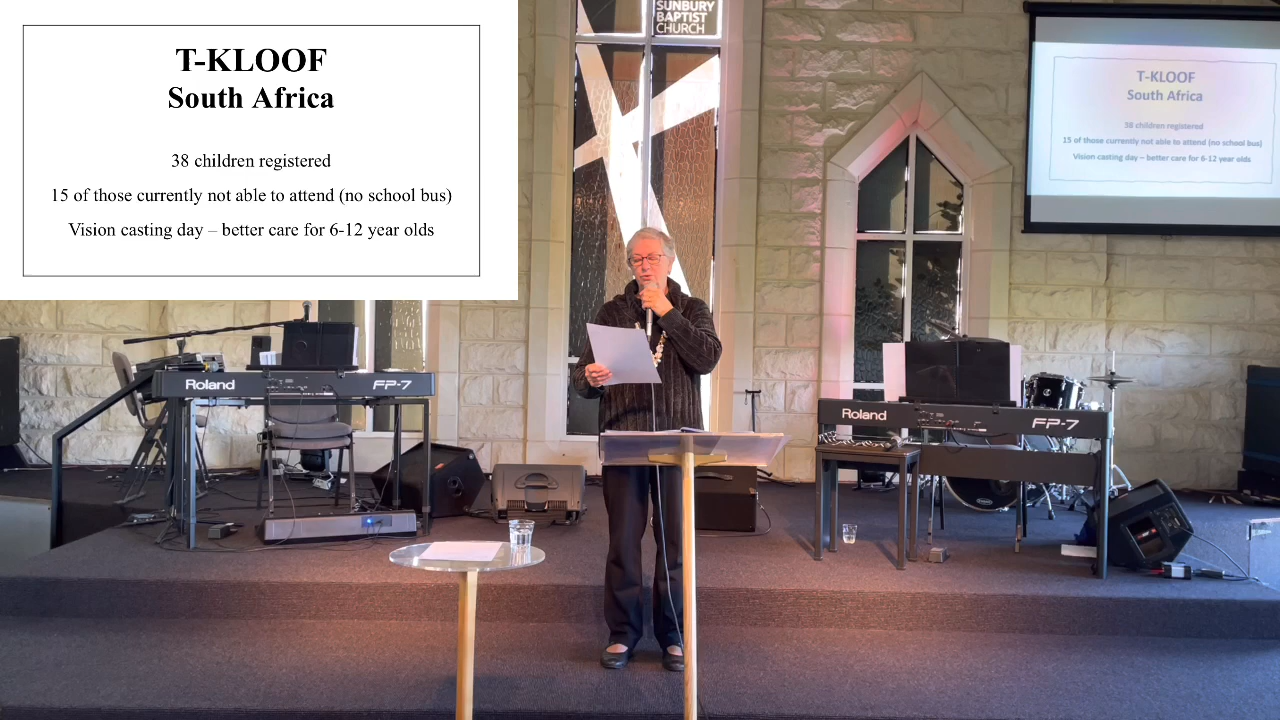 T-KLOOF
South Africa
38 children registered
15 of those currently not able to attend (no school bus)
Vision casting day – better care for 6-12 year olds
SUNBURY
BAPTIST
CHURCH
T-KLOOF
South Africa
38 children registered
15 of those currently not able to attend (no school bus)
Vision casting day – better care for 6-12 year olds
Roland FP-7
Roland FP-7